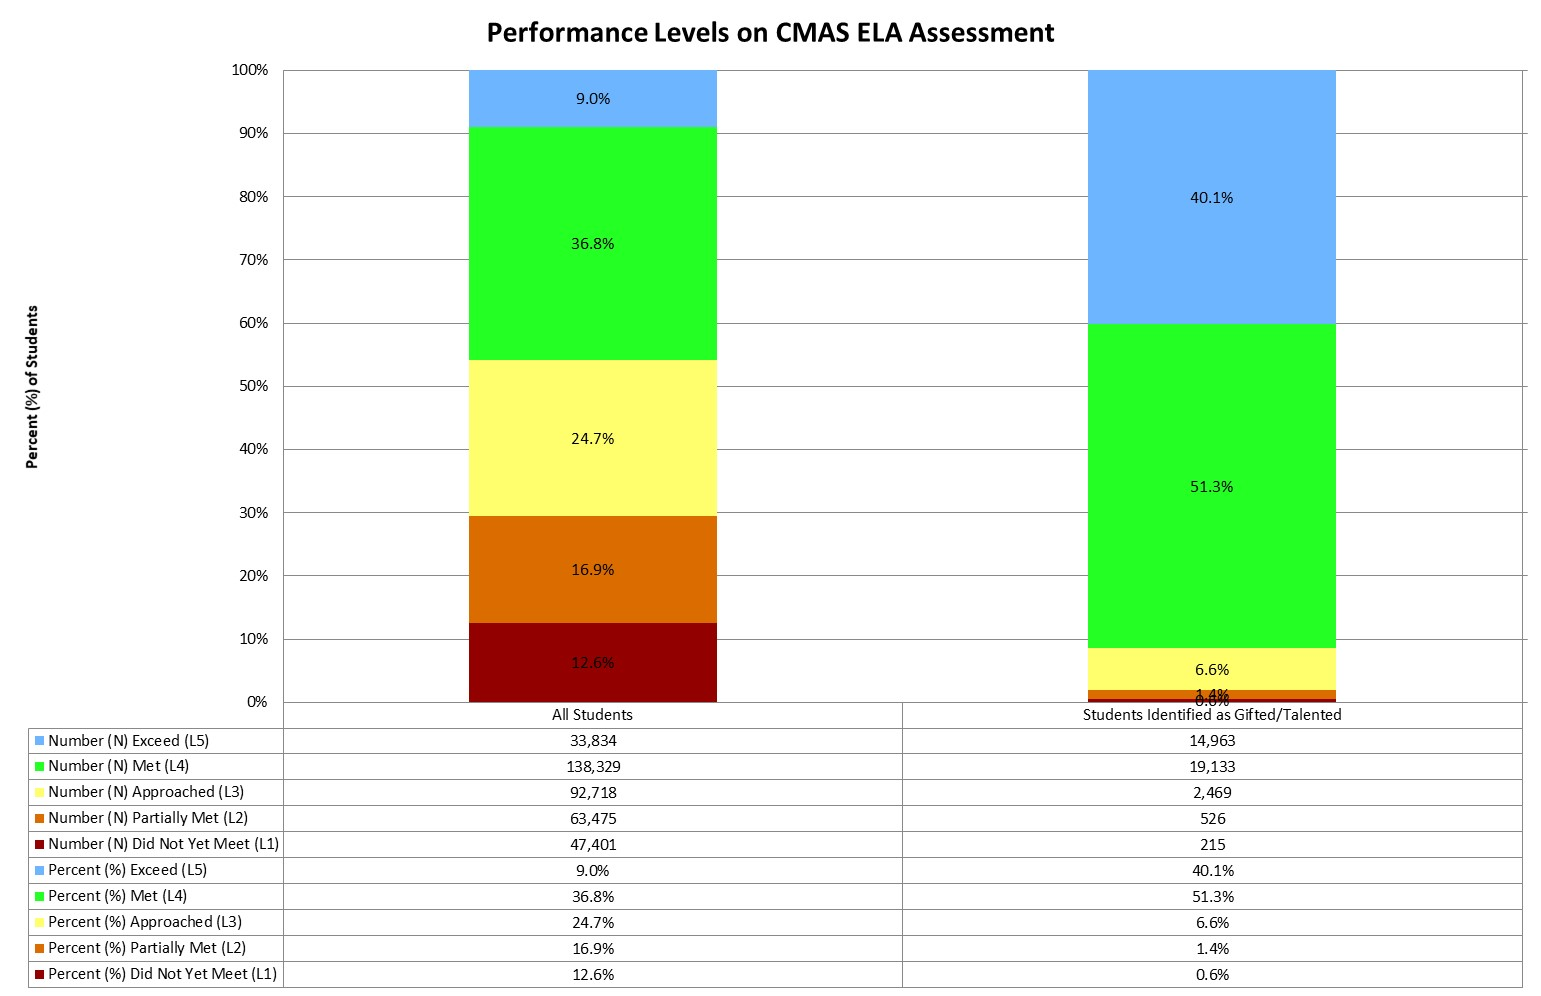 Performance Levels on CMAS ELA Assessment
Percent (%) of Students
100%
90%
80%
70%
60%
50%
40%
30%
20%
10%
0%
9.0%
36.8%
24.7%
16.9%
12.6%
40.1%
51.3%
6.6%
1.4%
0.6%
All Students Students Identified as Gifted/Talented
Number (N) Exceed (L5) 33,834 14,963
Number (N) Met (L4) 138,329 19,133
Number (N) Approached (L3) 92,718 2,469
Number (N) Partially Met (L2) 63,475 526
Number (N) Did Not Yet Meet (L1) 47,401 215
Percent (%) Exceed (L5) 9.0% 40.1%
Percent (%) Met (L4) 36.8% 51.3%
Percent (%) Approached (L3) 24.7% 6.6%
Percent (%) Partially Met (L2) 16.9% 1.4%
Percent (%) Did Not Yet Meet (L1) 12.6% 0.6%